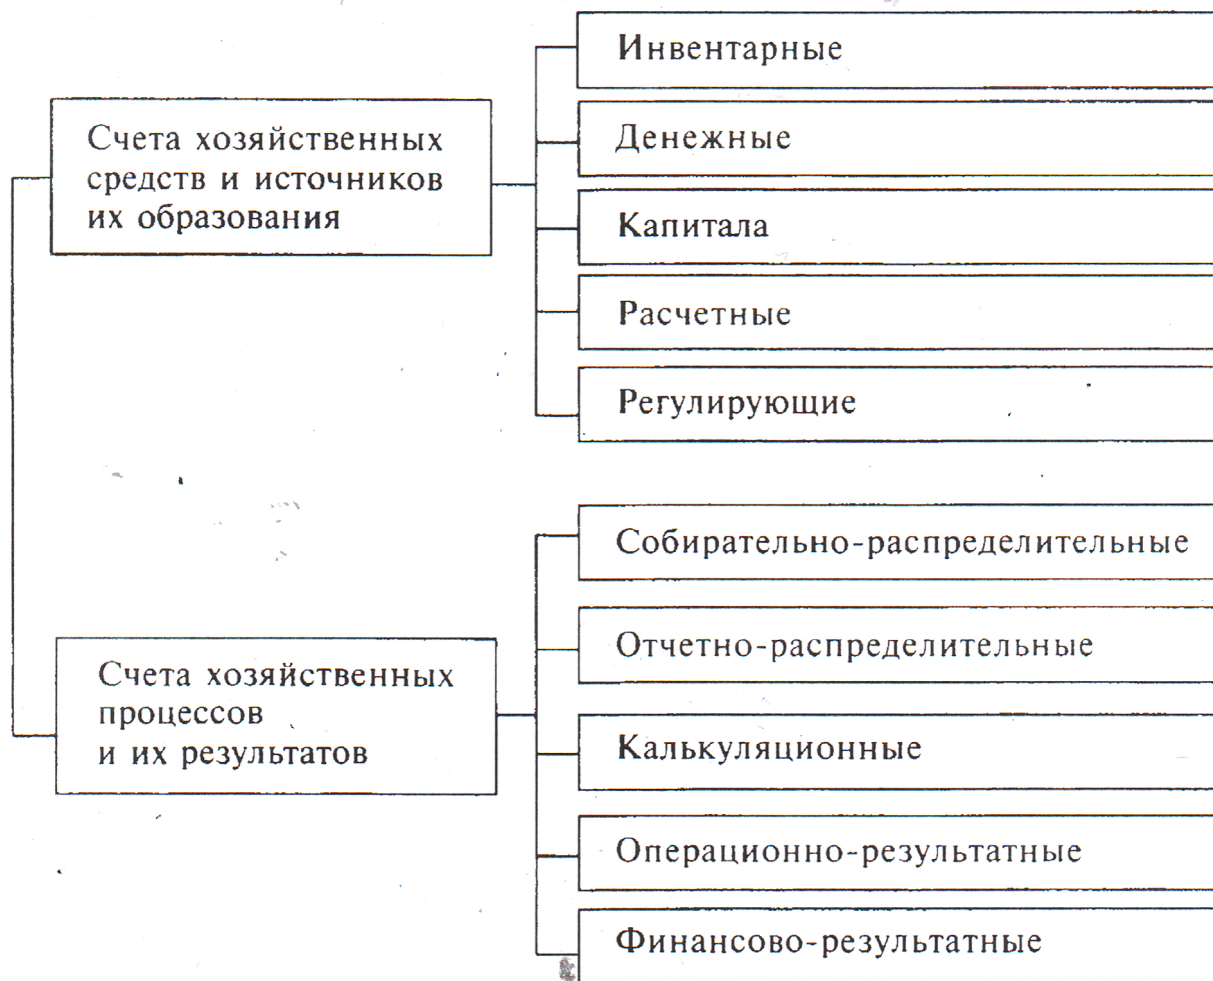 Счета хозяйственных
средств и источников
их образования
Инвентарные
Денежные
Капитала
Расчетные
Регулирующие
Счета хозяйственных
процессов
и их результатов
Собирательно-распределительные
Отчетно-распределительные
Калькуляционные
Операционно-результатные
Финансово-результатные